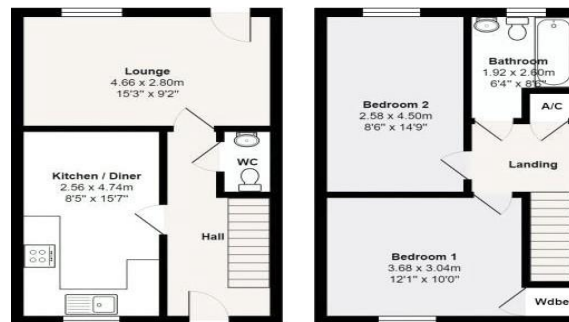 Lounge
4.66 x 2.80m
15'3" x 9'2"
WC
Kitchen / Diner
2.56 x 4.74m
8'5" x 15'7"
Hall
Bathroom
1.92 x 2.60m
6'4" x 8'6"
A/C
Bedroom 2
2.58 x 4.50m
8'6" x 14'9"
Landing
Bedroom 1
3.68 x 3.04m
12'1" x 10'0"
Wdbe